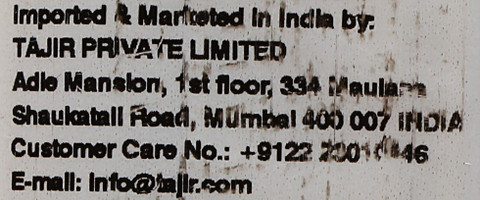 Imported & Marketed in India by:
TAJIR PRIVATE LIMITED
Adie Mansion, 1st floor, 334 Maulana
Shaukatali Road, Mumbai 400 007 INDIA
Customer Care No.: +9122
E-mail: info@tajir.com